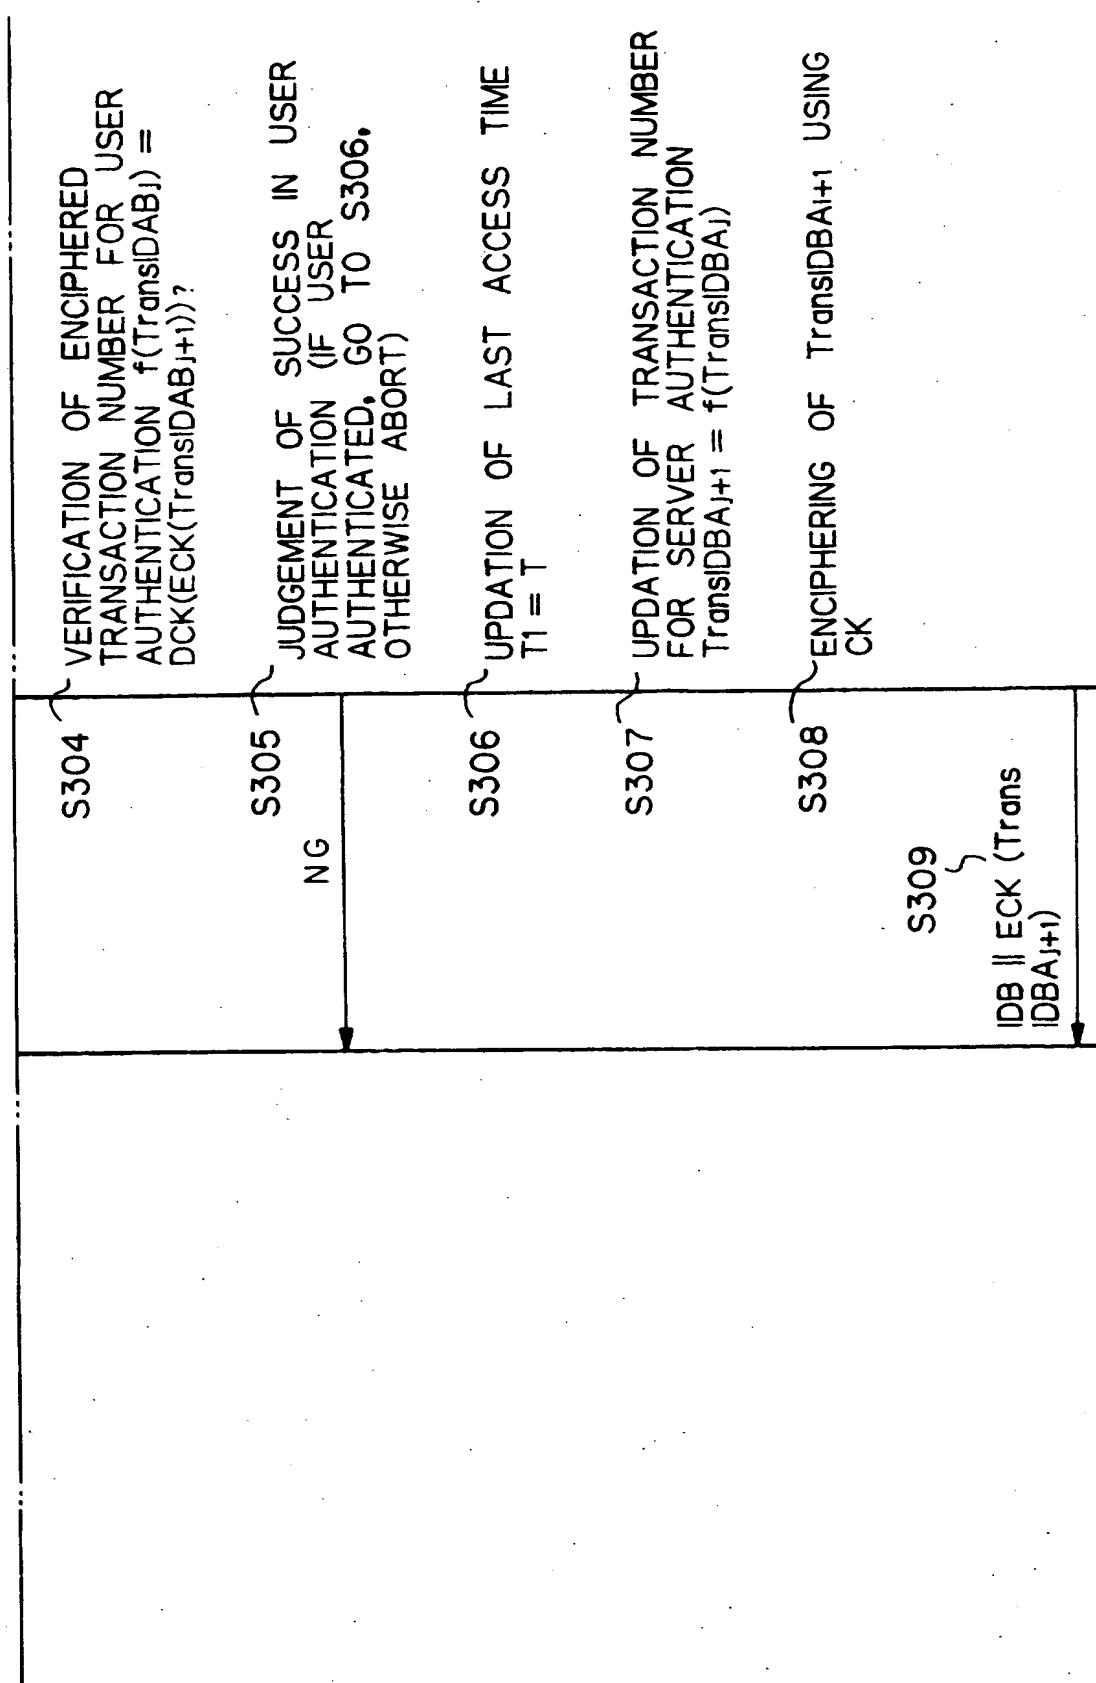 S304
VERIFICATION OF ENCIPHERED
TRANSACTION NUMBER FOR USER
AUTHENTICATION f(TransIDABJ) =
DCK(ECK(TransIDABJ+1))?
S305
JUDGEMENT OF SUCCESS IN USER
AUTHENTICATION (IF USER
AUTHENTICATED, GO TO S306,
OTHERWISE ABORT)
NG
S306
UPDATION OF LAST ACCESS TIME
T1 = T
S307
UPDATION OF TRANSACTION NUMBER
FOR SERVER AUTHENTICATION
TransIDBAJ+1 = f(TransIDBAJ)
S308
ENCIPHERING OF TransIDBAI+1 USING
CK
S309
IDB || ECK (Trans
IDBAJ+1)